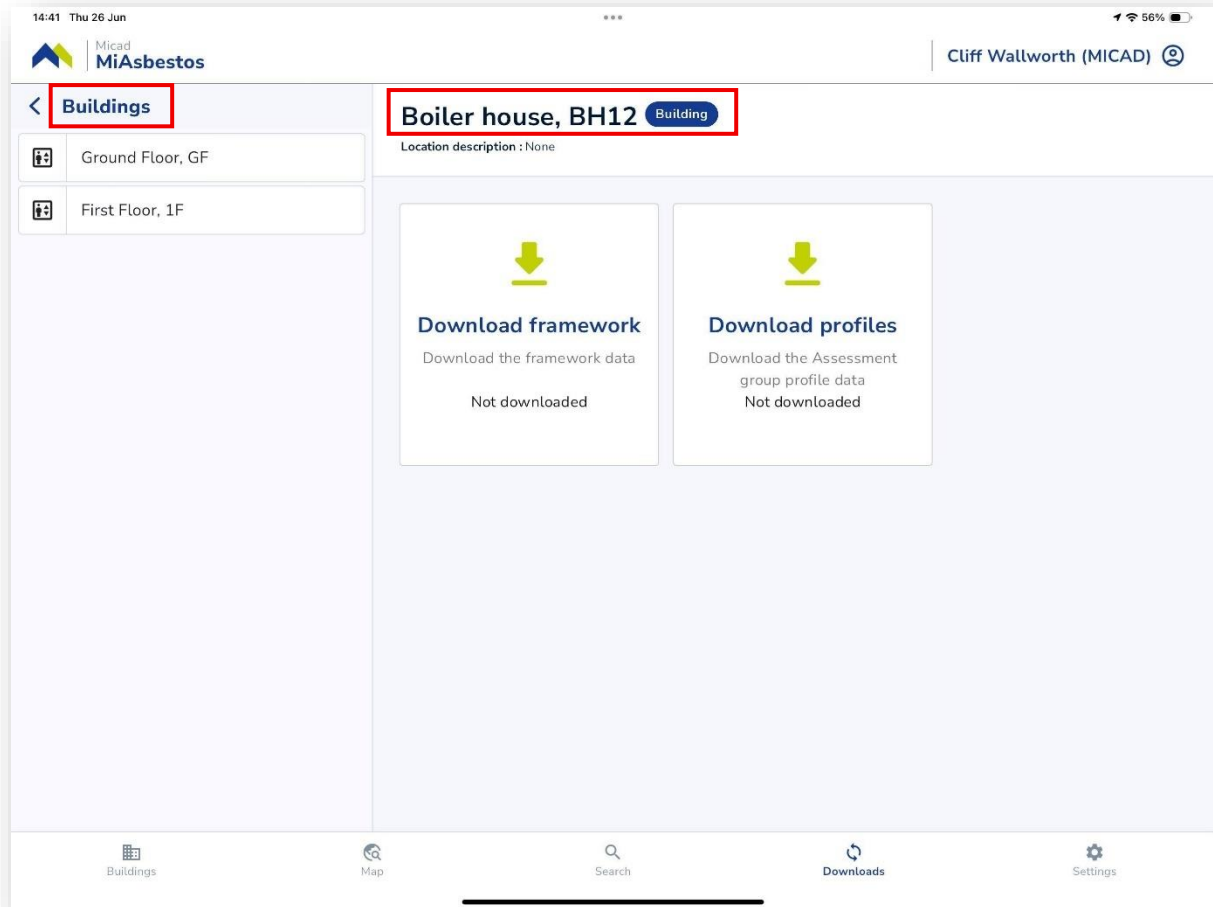 14:41 Thu 26 Jun
56%
Micad
MiAsbestos
Cliff Wallworth (MICAD)
Buildings
Ground Floor, GF
First Floor, 1F
Boiler house, BH12 Building
Location description : None
Download framework
Download the framework data
Not downloaded
Download profiles
Download the Assessment
group profile data
Not downloaded
Buildings
Map
Search
Downloads
Settings